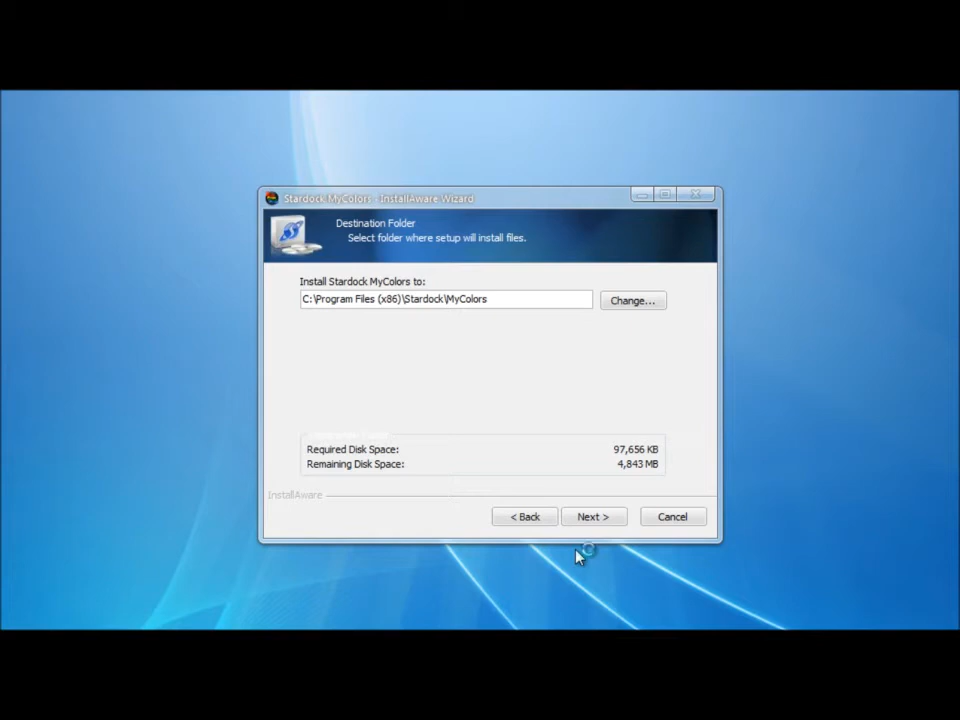 Stardock MyColors - InstallAware Wizard
Destination Folder
Select folder where setup will install files.
Install Stardock MyColors to:
C:\Program Files (x86)\Stardock\MyColors
Change...
Required Disk Space: 97,656 KB
Remaining Disk Space: 4,843 MB
InstallAware
< Back
Next >
Cancel